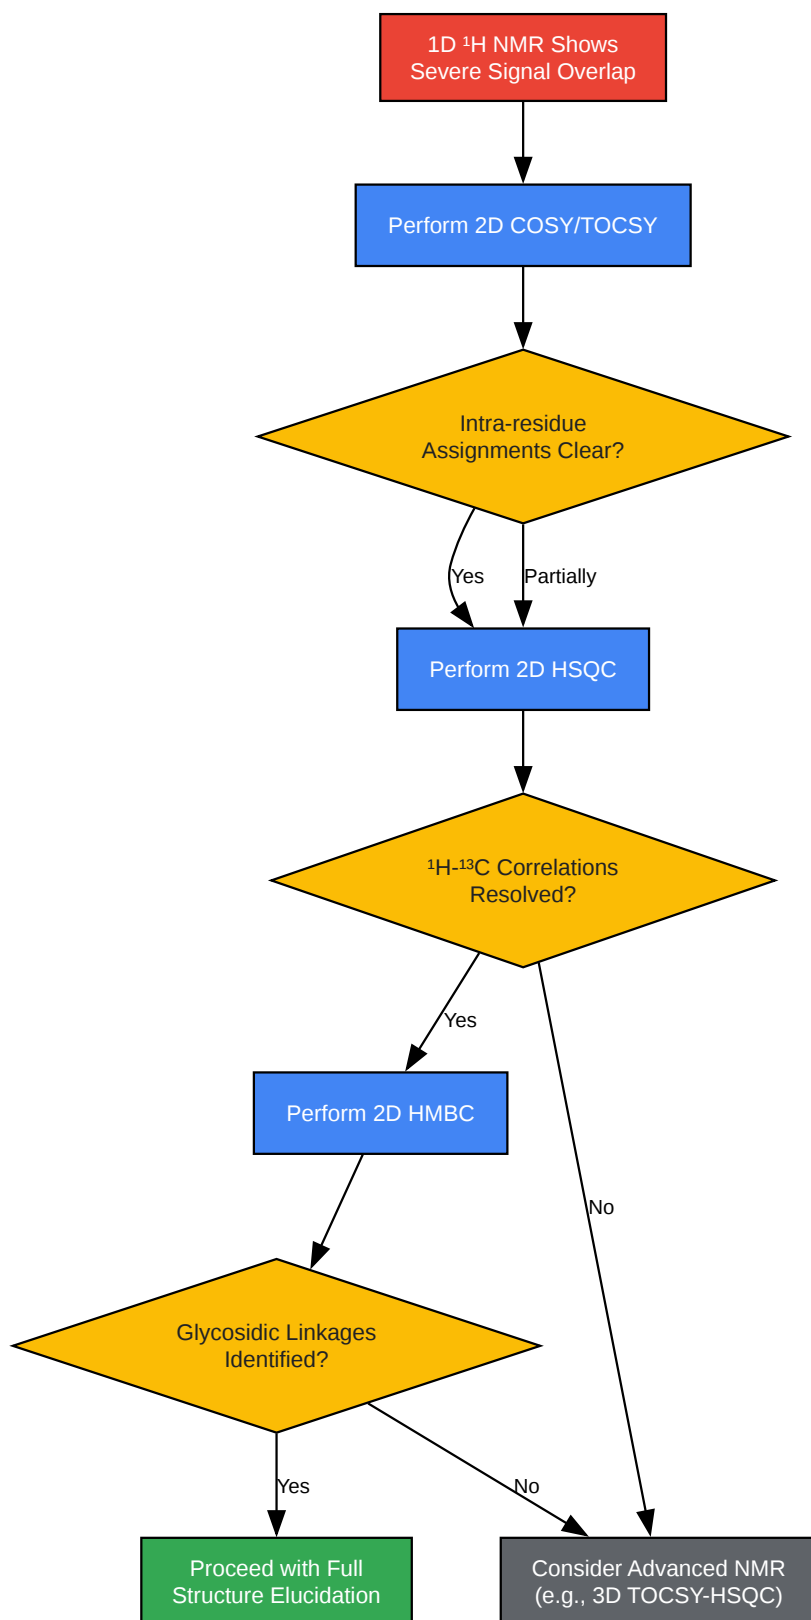 1D ¹H NMR Shows
Severe Signal Overlap
Perform 2D COSY/TOCSY
Intra-residue
Assignments Clear?
Yes
Partially
Perform 2D HSQC
¹H-¹³C Correlations
Resolved?
Yes
Perform 2D HMBC
No
Glycosidic Linkages
Identified?
Yes
No
Proceed with Full
Structure Elucidation
Consider Advanced NMR
(e.g., 3D TOCSY-HSQC)